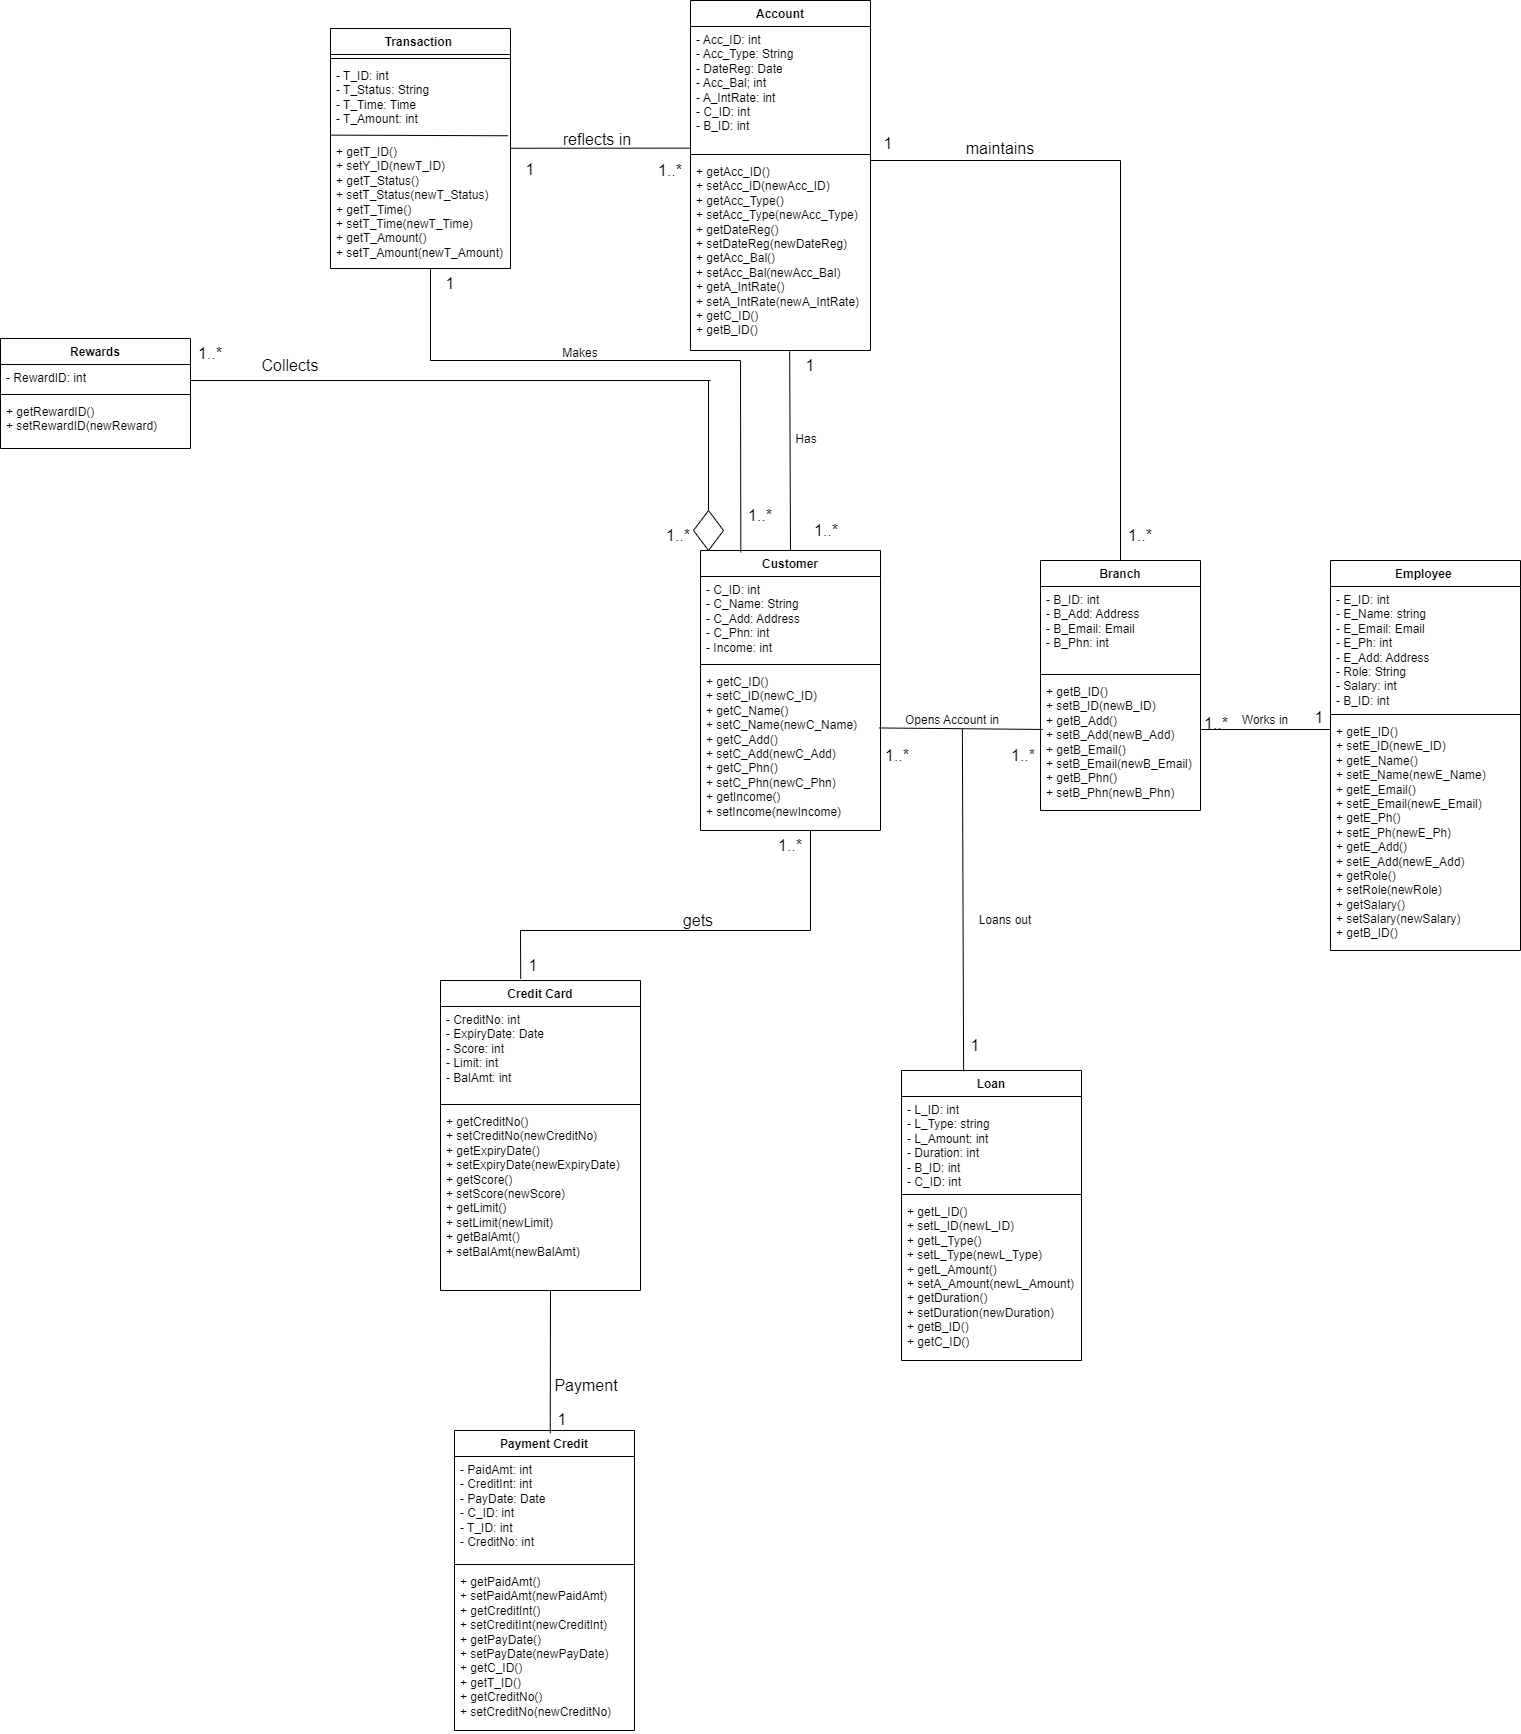 Account
- Acc_ID: int
- Acc_Type: String
- DateReg: Date
- Acc_Bal; int
- A_IntRate: int
- C_ID: int
- B_ID: int
+ getAcc_ID()
+ setAcc_ID(newAcc_ID)
+ getAcc_Type()
+ setAcc_Type(newAcc_Type)
+ getDateReg()
+ setDateReg(newDateReg)
+ getAcc_Bal()
+ setAcc_Bal(newAcc_Bal)
+ getA_IntRate()
+ setA_IntRate(newA_IntRate)
+ getC_ID()
+ getB_ID()
Transaction
- T_ID: int
- T_Status: String
- T_Time: Time
- T_Amount: int
+ getT_ID()
+ setY_ID(newT_ID)
+ getT_Status()
+ setT_Status(newT_Status)
+ getT_Time()
+ setT_Time(newT_Time)
+ getT_Amount()
+ setT_Amount(newT_Amount)
reflects in
1
1..*
1
maintains
1..*
1
Makes
1..*
1
Has
1..*
Rewards
- RewardID: int
+ getRewardID()
+ setRewardID(newReward)
1..*
Collects
1..*
Customer
- C_ID: int
- C_Name: String
- C_Add: Address
- C_Phn: int
- Income: int
+ getC_ID()
+ setC_ID(newC_ID)
+ getC_Name()
+ setC_Name(newC_Name)
+ getC_Add()
+ setC_Add(newC_Add)
+ getC_Phn()
+ setC_Phn(newC_Phn)
+ getIncome()
+ setIncome(newIncome)
Opens Account in
1..*
1..*
Branch
- B_ID: int
- B_Add: Address
- B_Email: Email
- B_Phn: int
+ getB_ID()
+ setB_ID(newB_ID)
+ getB_Add()
+ setB_Add(newB_Add)
+ getB_Email()
+ setB_Email(newB_Email)
+ getB_Phn()
+ setB_Phn(newB_Phn)
1..*
Works in
1
Employee
- E_ID: int
- E_Name: string
- E_Email: Email
- E_Ph: int
- E_Add: Address
- Role: String
- Salary: int
- B_ID: int
+ getE_ID()
+ setE_ID(newE_ID)
+ getE_Name()
+ setE_Name(newE_Name)
+ getE_Email()
+ setE_Email(newE_Email)
+ getE_Ph()
+ setE_Ph(newE_Ph)
+ getE_Add()
+ setE_Add(newE_Add)
+ getRole()
+ setRole(newRole)
+ getSalary()
+ setSalary(newSalary)
+ getB_ID()
1..*
gets
1
Loans out
1
Credit Card
- CreditNo: int
- ExpiryDate: Date
- Score: int
- Limit: int
- BalAmt: int
+ getCreditNo()
+ setCreditNo(newCreditNo)
+ getExpiryDate()
+ setExpiryDate(newExpiryDate)
+ getScore()
+ setScore(newScore)
+ getLimit()
+ setLimit(newLimit)
+ getBalAmt()
+ setBalAmt(newBalAmt)
Loan
- L_ID: int
- L_Type: string
- L_Amount: int
- Duration: int
- B_ID: int
- C_ID: int
+ getL_ID()
+ setL_ID(newL_ID)
+ getL_Type()
+ setL_Type(newL_Type)
+ getL_Amount()
+ setA_Amount(newL_Amount)
+ getDuration()
+ setDuration(newDuration)
+ getB_ID()
+ getC_ID()
Payment
1
Payment Credit
- PaidAmt: int
- CreditInt: int
- PayDate: Date
- C_ID: int
- T_ID: int
- CreditNo: int
+ getPaidAmt()
+ setPaidAmt(newPaidAmt)
+ getCreditInt()
+ setCreditInt(newCreditInt)
+ getPayDate()
+ setPayDate(newPayDate)
+ getC_ID()
+ getT_ID()
+ getCreditNo()
+ setCreditNo(newCreditNo)